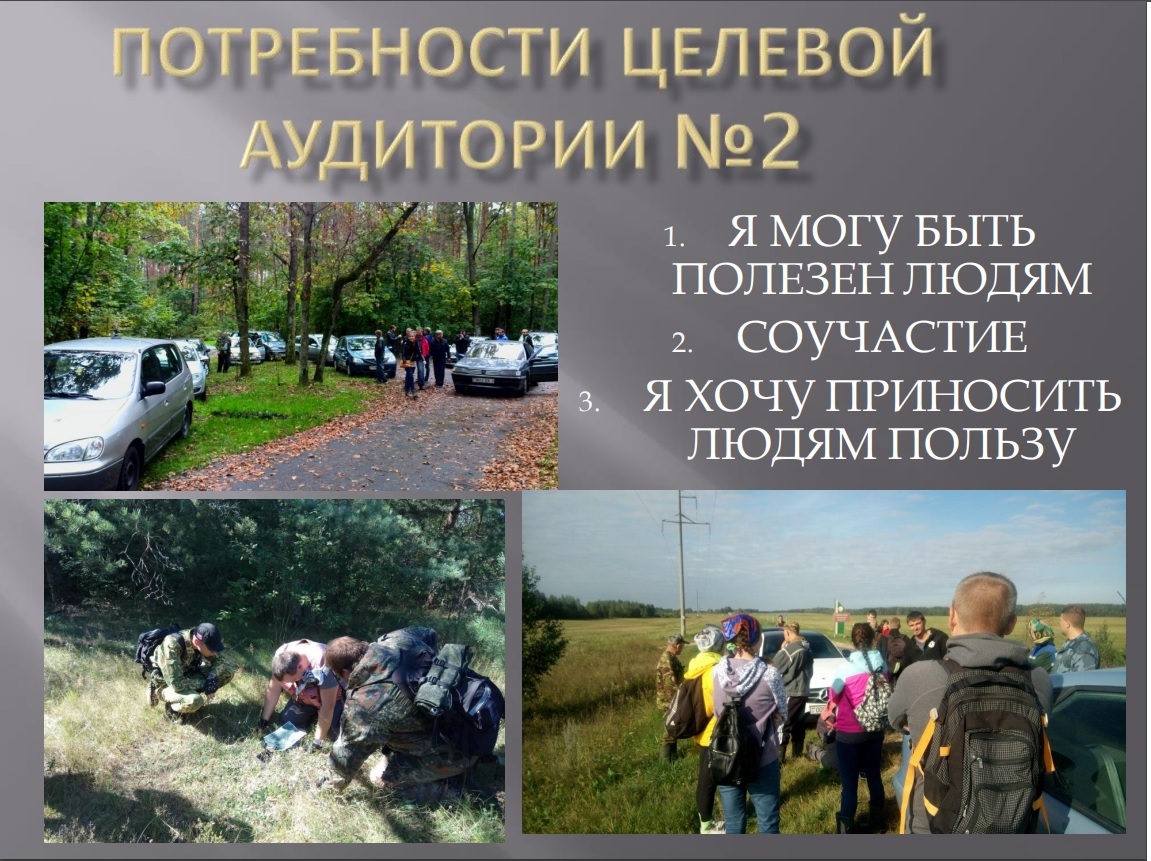 ПОТРЕБНОСТИ ЦЕЛЕВОЙ
АУДИТОРИИ №2
1. Я МОГУ БЫТЬ
ПОЛЕЗЕН ЛЮДЯМ
2. СОУЧАСТИЕ
3. Я ХОЧУ ПРИНОСИТЬ
ЛЮДЯМ ПОЛЬЗУ